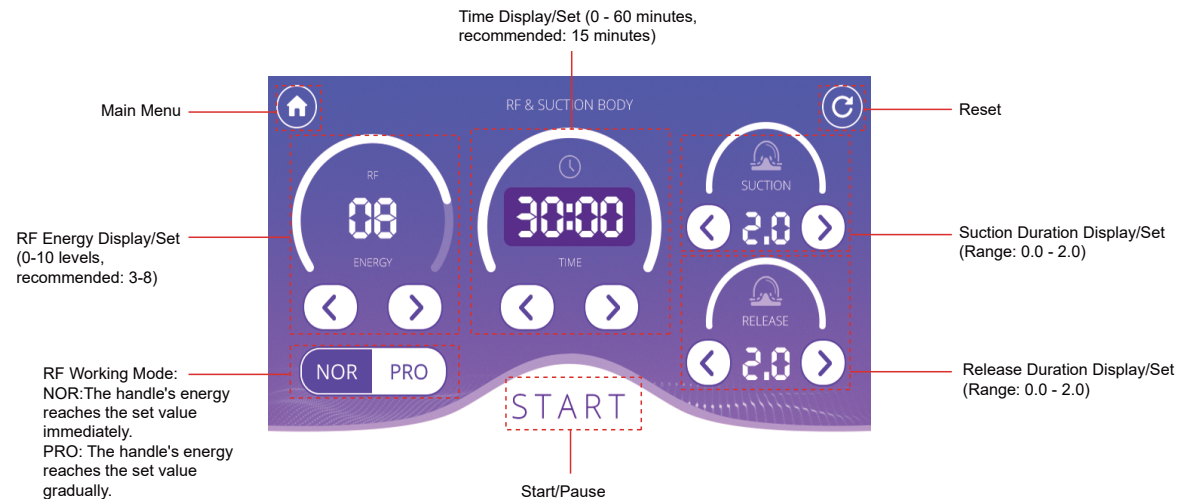 Time Display/Set (0 - 60 minutes,
recommended: 15 minutes)
Main Menu
RF & SUCTION BODY
Reset
RF
08
ENERGY
30:00
TIME
SUCTION
2.0
RELEASE
2.0
NOR PRO
START
RF Energy Display/Set
(0-10 levels,
recommended: 3-8)
Suction Duration Display/Set
(Range: 0.0 - 2.0)
RF Working Mode:
NOR:The handle's energy
reaches the set value
immediately.
PRO: The handle's energy
reaches the set value
gradually.
Release Duration Display/Set
(Range: 0.0 - 2.0)
Start/Pause